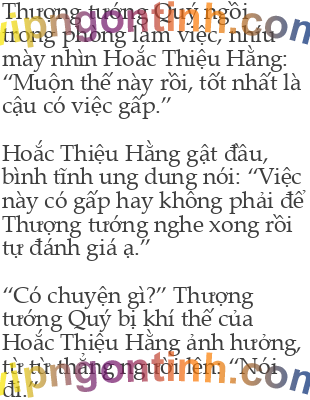 Thượng tướng Quý ngồi
trong phòng làm việc, nhíu
mày nhìn Hoắc Thiệu Hằng:
“Muộn thế này rồi, tốt nhất là
cậu có việc gấp.”

Hoắc Thiệu Hằng gật đầu,
bình tĩnh ung dung nói: “Việc
này có gấp hay không phải để
Thượng tướng nghe xong rồi
tự đánh giá ạ.”

“Có chuyện gì?” Thượng
tướng Quý bị khí thế của
Hoắc Thiệu Hằng ảnh hưởng,
từ từ thẳng người lên: “Nói
đi.”
vipngontinh.com
vipngontinh.com